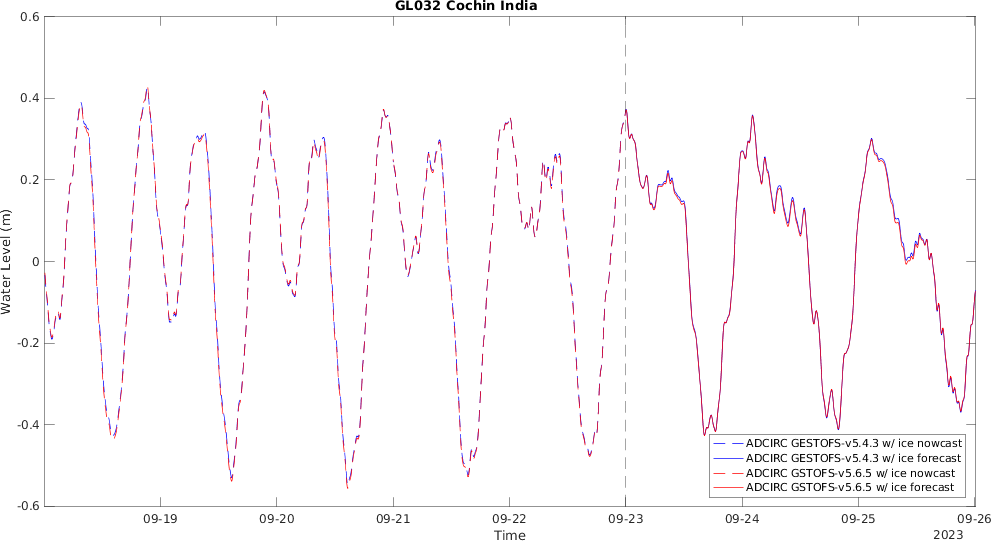 GL032 Cochin India
0.6
0.4
0.2
0
-0.2
-0.4
-0.6
Water Level (m)
ADCIRC GESTOFS-v5.4.3 w/ ice nowcast
ADCIRC GESTOFS-v5.4.3 w/ ice forecast
ADCIRC GSTOFS-v5.6.5 w/ ice nowcast
ADCIRC GSTOFS-v5.6.5 w/ ice forecast
09-19 09-20 09-21 09-22 09-23 09-24 09-25 09-26
Time
2023